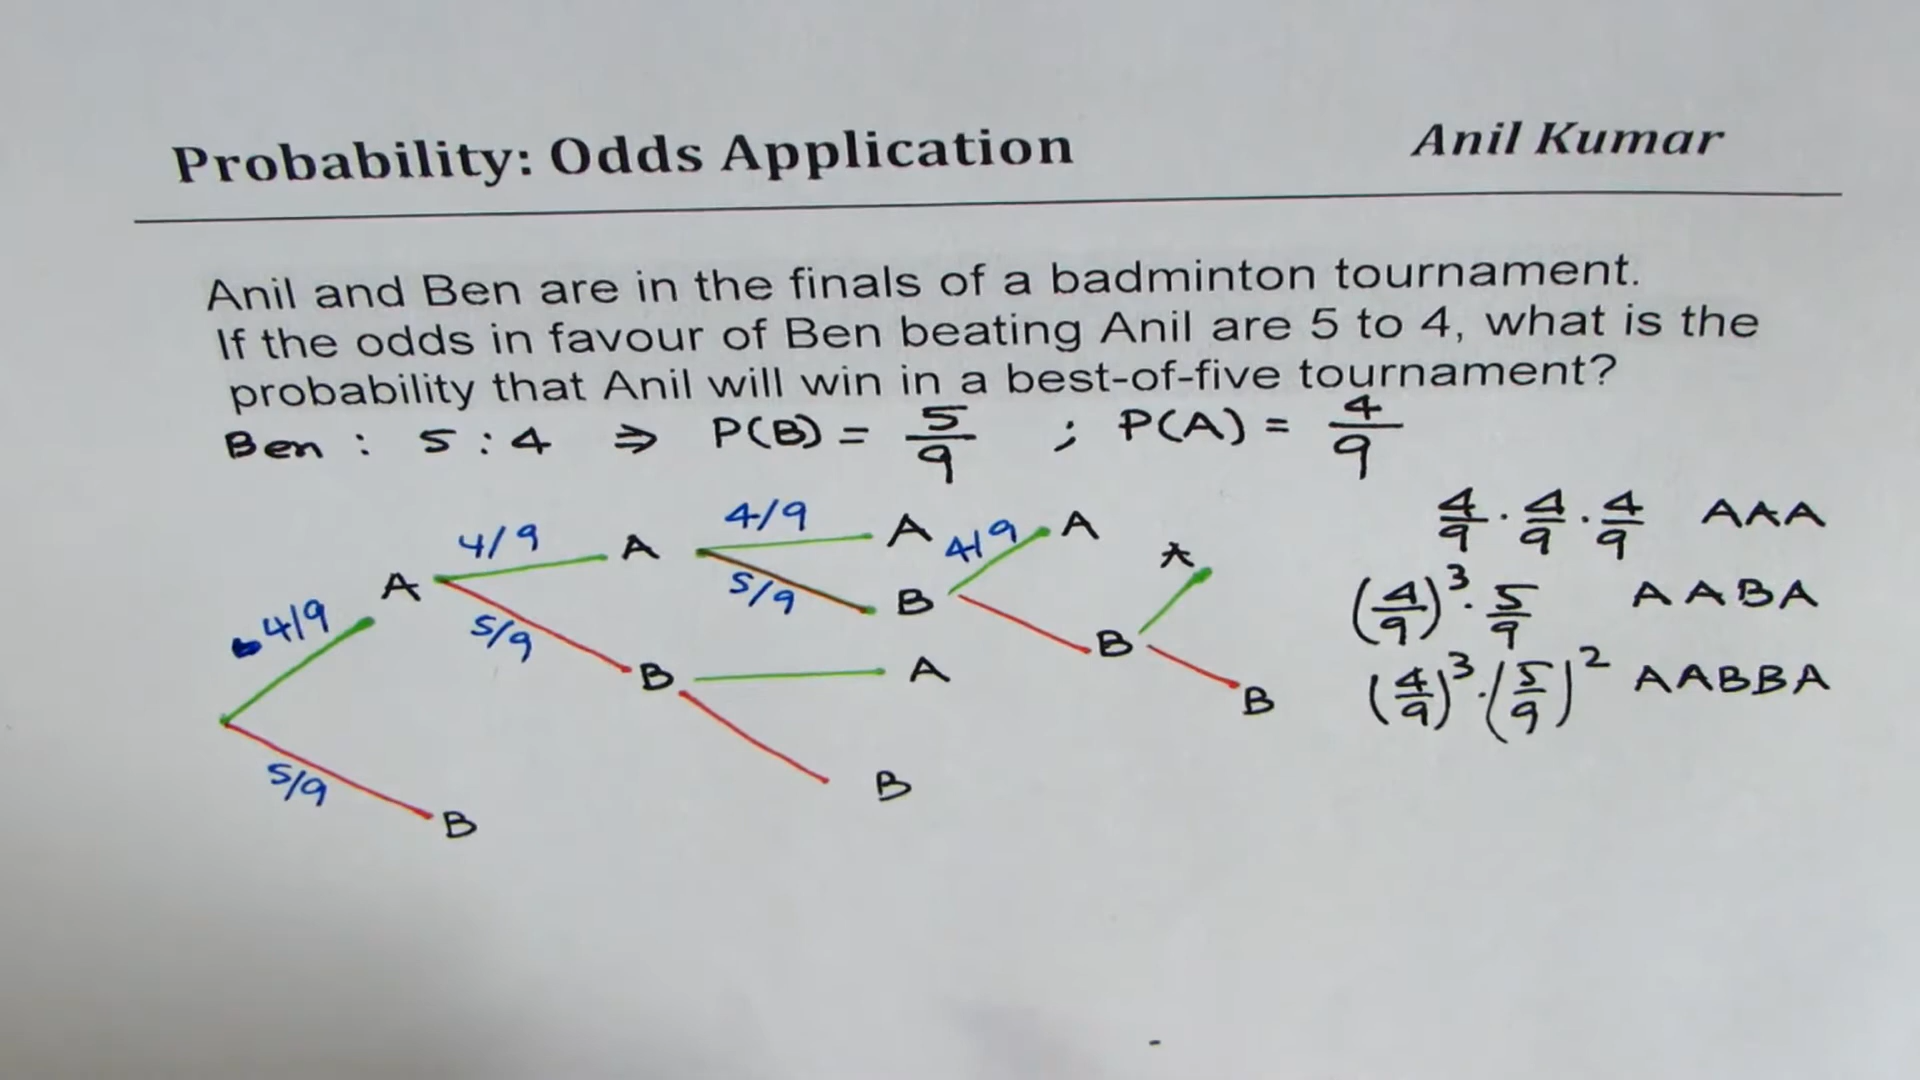 Probability: Odds Application
Anil Kumar
Anil and Ben are in the finals of a badminton tournament.
If the odds in favour of Ben beating Anil are 5 to 4, what is the
probability that Anil will win in a best-of-five tournament?
Ben : 5 : 4 ⇒ P(B) = 5/9 ; P(A) = 4/9
4/9 · 4/9 · 4/9 AAA
(4/9)³ · 5/9 AABA
(4/9)³ · (5/9)² AABBA
4/9 A 4/9 A 4/9 A
5/9 B 4/9 A
B A
B
5/9 B A
B
5/9 B